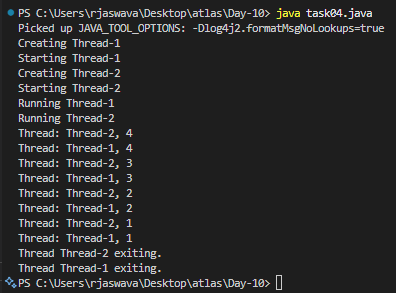 PS C:\Users\rjaswava\Desktop\atlas\Day-10> java task04.java
Picked up JAVA_TOOL_OPTIONS: -Dlog4j2.formatMsgNoLookups=true
Creating Thread-1
Starting Thread-1
Creating Thread-2
Starting Thread-2
Running Thread-1
Running Thread-2
Thread: Thread-2, 4
Thread: Thread-1, 4
Thread: Thread-2, 3
Thread: Thread-1, 3
Thread: Thread-2, 2
Thread: Thread-1, 2
Thread: Thread-2, 1
Thread: Thread-1, 1
Thread Thread-2 exiting.
Thread Thread-1 exiting.
PS C:\Users\rjaswava\Desktop\atlas\Day-10>